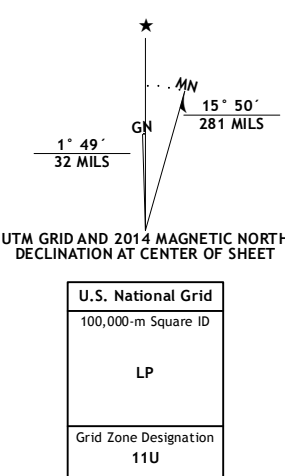 ★
MN
15° 50´
281 MILS
GN
1° 49´
32 MILS
UTM GRID AND 2014 MAGNETIC NORTH
DECLINATION AT CENTER OF SHEET
U.S. National Grid
100,000-m Square ID
LP
Grid Zone Designation
11U